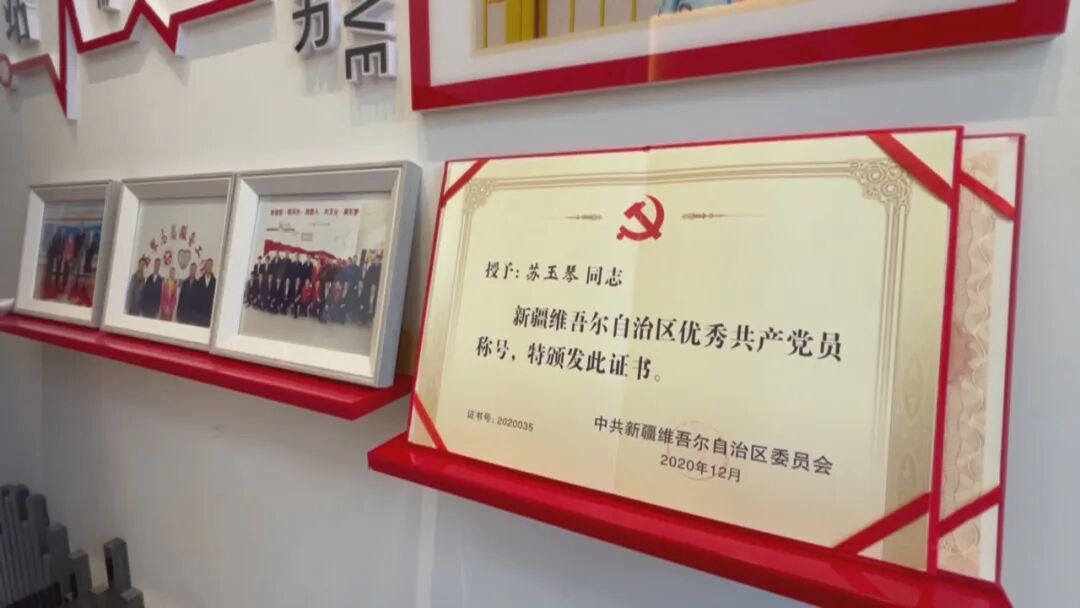 力
VE
授予：苏玉琴 同志
新疆维吾尔自治区优秀共产党员
称号，特颁发此证书。
证书号：2020035
中共新疆维吾尔自治区委员会
2020年12月